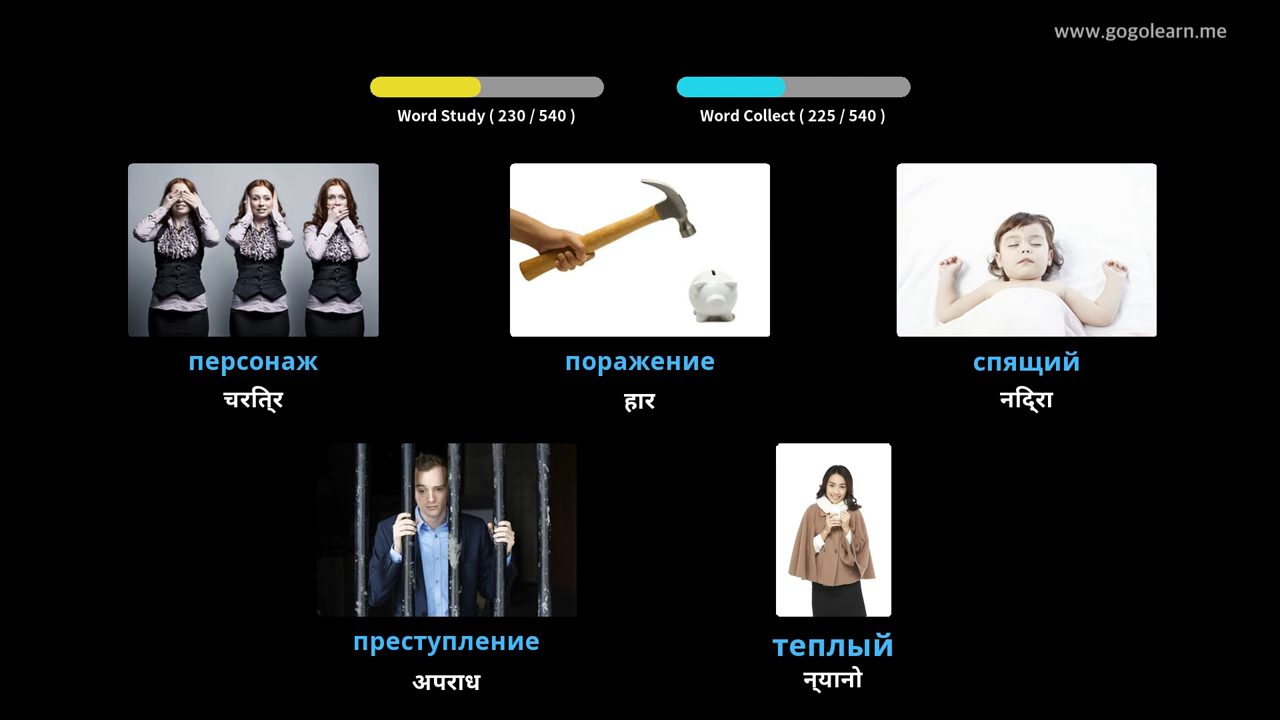 www.gogolearn.me
Word Study ( 230 / 540 )
Word Collect ( 225 / 540 )
персонаж
चरित्र
поражение
हार
спящий
निद्रा
преступление
अपराध
теплый
न्यानो